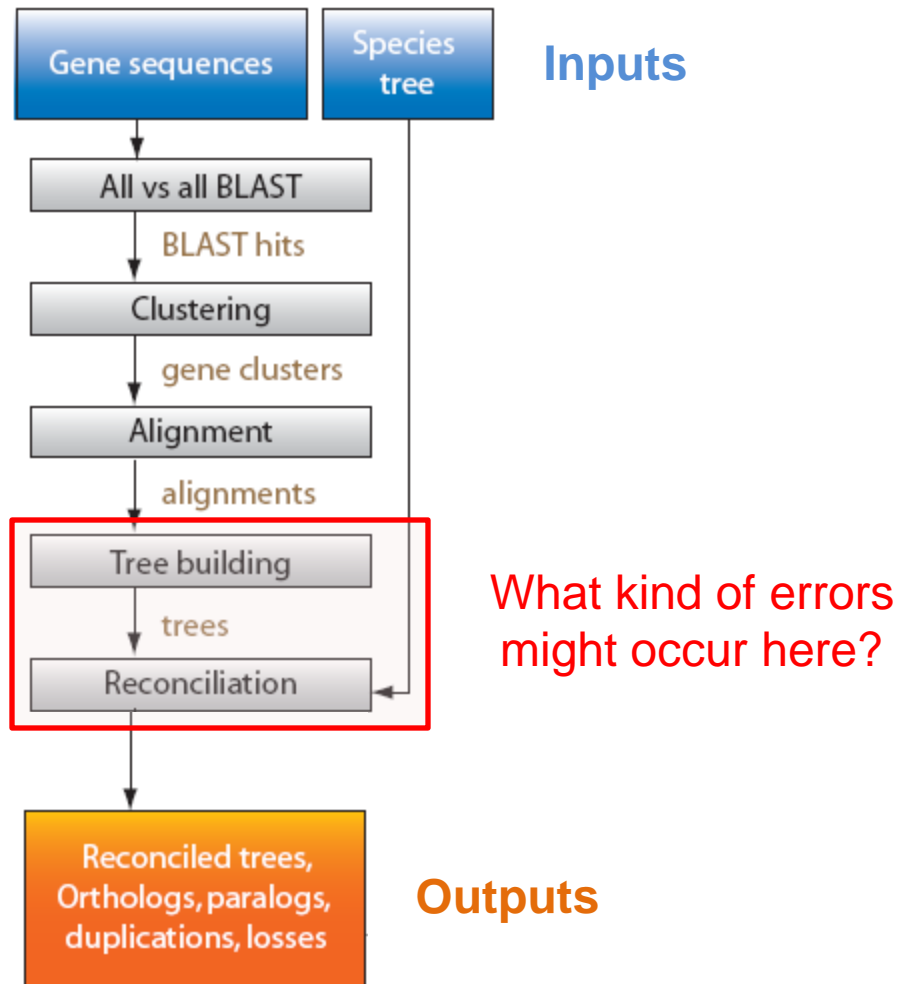 Gene sequences
Species
tree
Inputs
All vs all BLAST
BLAST hits
Clustering
gene clusters
Alignment
alignments
Tree building
trees
Reconciliation
What kind of errors
might occur here?
Reconciled trees,
Orthologs, paralogs,
duplications, losses
Outputs